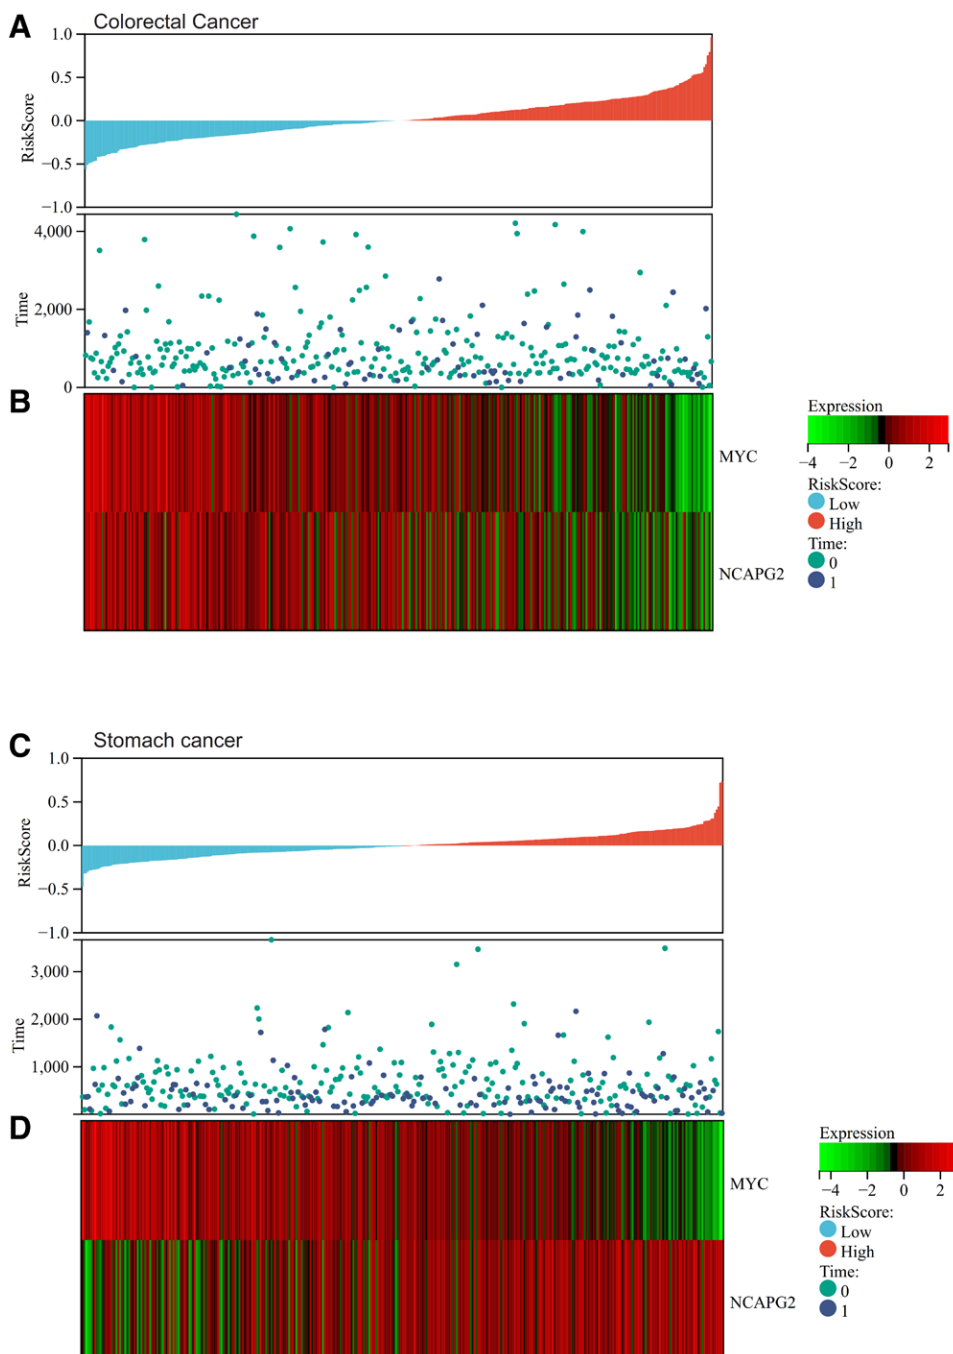 A
Colorectal Cancer
1.0
0.5
0.0
−0.5
−1.0
RiskScore
4,000
2,000
0
Time
B
MYC
NCAPG2
Expression
−4 −2 0 2
RiskScore:
Low
High
Time:
0
1
C
Stomach cancer
1.0
0.5
0.0
−0.5
−1.0
RiskScore
3,000
2,000
1,000
Time
D
MYC
NCAPG2
Expression
−4 −2 0 2
RiskScore:
Low
High
Time:
0
1